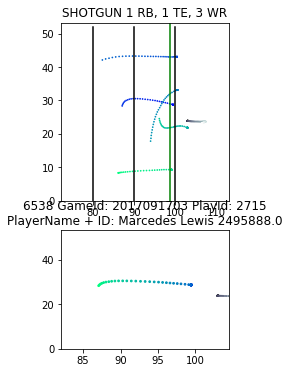 SHOTGUN 1 RB, 1 TE, 3 WR
50
40
30
20
10
0
80 90 100 110
6538 GameId: 2017091703 PlayId: 2715
PlayerName + ID: Marcedes Lewis 2495888.0
40
20
0
85 90 95 100